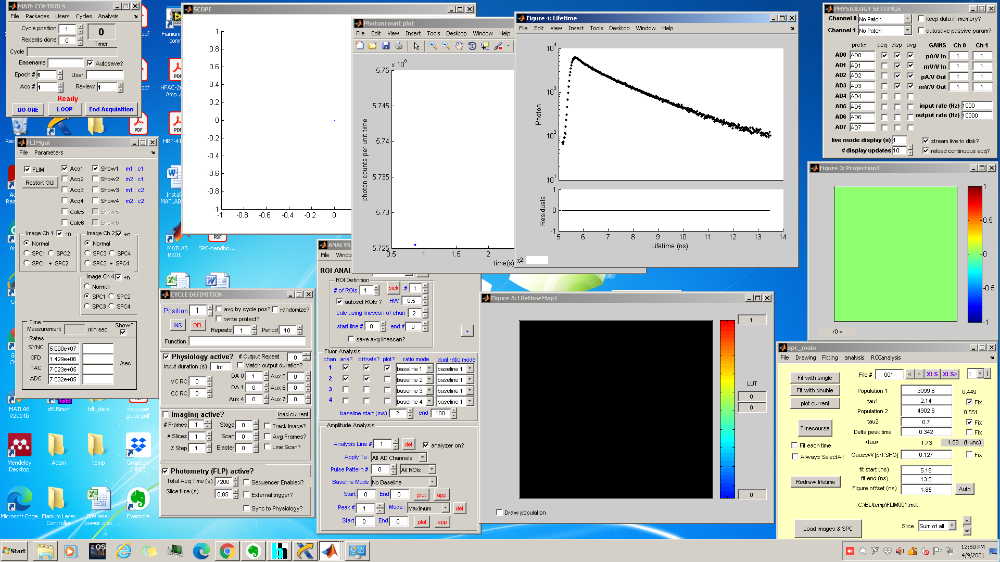 MAIN CONTROLS
File Packages Users Cycles Analysis
Cycle position 1
0
Repeats done 0
Timer
Cycle
Basename Autosave?
Epoch # 1 User
Acq # 1 Review 1
Ready
DO ONE LOOP End Acquisition
FLIMgui
File Parameters
FLIM Acq1 Show1 m1 : c1
Restart GUI Acq2 Show2 m2 : c1
Acq3 Show3 m1 : c2
Acq4 Show4 m2 : c2
Calc5 Show5
Calc6 Show6
Image Ch 1 ÷n Image Ch 2 ÷n
Normal Normal
SPC1 SPC2 SPC3 SPC4
SPC1 + SPC2 SPC3 + SPC4
Image Ch 4 ÷n
Normal
SPC1 SPC2
SPC3 SPC4
Time
Measurement min:sec Show?
Rates
SYNC 5.000e+07
CFD 1.429e+06
/sec
TAC 7.023e+05
ADC 7.032e+05
SCOPE
1
0.8
0.6
0.4
0.2
0
-0.2
-0.4
-0.6
-0.8
-1
-1 -0.8 -0.6 -0.4 -0.2 0
Photoncount plot
File Edit View Insert Tools Desktop Window Help
x 10^5
5.75
5.745
5.74
5.735
5.73
5.725
photon counts per unit time
0.5 1 1.5 2
time(s)
Figure 4: Lifetime
File Edit View Insert Tools Desktop Window Help
10^4
10^3
10^2
10^1
Photon
1
0
-1
Residuals
5 6 7 8 9 10 11 12 13 14
Lifetime (ns)
χ2:
PHYSIOLOGY SETTINGS
Channel 0 No Patch keep data in memory?
Channel 1 No Patch autosave passive param?
prefix acq disp avg GAINS Ch 0 Ch 1
AD0 AD0 pA/V In 1 1
AD1 AD1 mV/V In 1 1
AD2 AD2 pA/V Out 1 1
AD3 AD3 mV/V Out 1 1
AD4 AD4
AD5 AD5 input rate (Hz) 1000
AD6 AD6 output rate (Hz) 10000
AD7 AD7
live mode display (s) 1 stream live to disk?
# display updates 10 reload continuous acq?
Figure 3: Projection1
1
0.5
0
-0.5
-1
r0 =
CYCLE DEFINITION
Position 1 avg by cycle pos? randomize?
write protect?
INS DEL Repeats 1 Period 10
Function
Physiology active? # Output Repeat 0
Input duration (s) Inf Match output duration?
VC RC 0 DA 0 1 Aux 5 0
CC RC 0 DA 1 0 Aux 6 0
Aux 4 0 Aux 7 0
Imaging active? load current
# Frames 1 Stage 0 Track Image?
# Slices 1 Scan 0 Avg Frames?
Z Step 1 Blaster 0 Line Scan?
Photometry (FLP) active?
Total Acq Time (s) 7200 Sequencer Enabled?
Slice time (s) 0.85 External trigger?
Sync to Physiology?
ANALYSI
File Windo
ROI ANAL
ROI Definition
# of ROIs 1 pick # 1
autoset ROIs ? HW 0.5
calc using linescan of chan 2
start line # 0 end # 0
+
save avg linescan?
Fluor Analysis
chan ana? offsets? plot? ratio mode dual ratio mode
1 baseline 1 baseline 1
2 baseline 2 baseline 1
3 baseline 3 baseline 1
4 baseline 4 baseline 1
baseline start (ms) 2 end 100
Amplitude Analysis
Analysis Line # 1 del analyzer on?
Apply To : All AD Channels
Pulse Pattern # 0 All ROIs
Baseline Mode No Baseline
Start 0 End 0 plot app
Peak # 1 Mode : Maximum del
Start 0 End 0 plot app
Figure 5: LifetimeMap1
1
LUT
0
0
0
Draw population
spc_main
File Drawing Fitting analysis ROIanalysis
Fit with single File # 001 < > XLS XLS> 1
Fit with double Population 1 3999.8 0.449
plot current tau1 2.14 Fix
Population 2 4902.6 0.551
Timecourse tau2 0.7 Fix
Delta peak time 0.342 Fix
Fit each time <tau> 1.73 1.58 (trunc)
Always SelectAll GaussW [prf:SHG] 0.127 Fix
fit start (ns) 5.16
Redraw lifetime fit end (ns) 13.5
Figure offset (ns) 1.85 Auto
C:\BL\temp\FLIM001.mat
Load images & SPC Slice Sum of all
pdf
Fianium
HFAC-26
Amp .p
pdf
HRT-41
PDF
Install
MATLAB
MATLAB
R201...
PDF
SPC-handbo...
MATLAB
R2014b
zBUSmon
tdt_data
daq user
guide.pdf
Mendeley
Desktop
Adam
temp
Dropbox
(HMS)
Microsoft Edge
Fianium Laser
Controller
power.xlsx
Evernote
Start
12:50 PM
4/9/2021